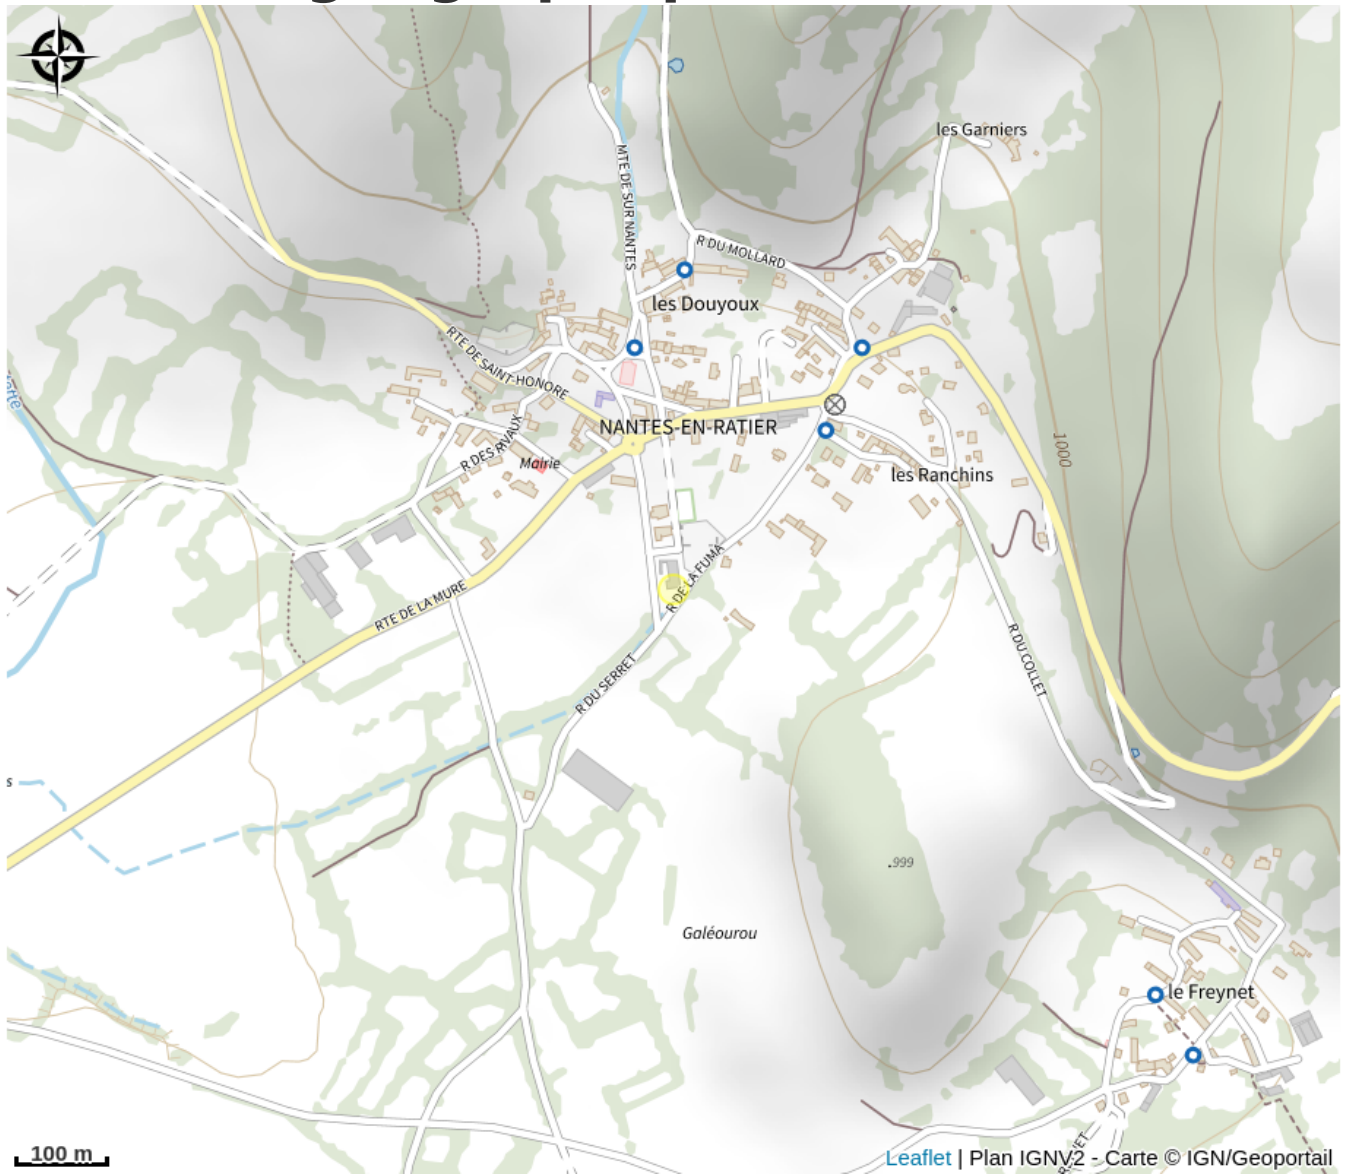 les Garniers
MTE DE SUR NANTES
R DU MOLLARD
les Douyoux
RTE DE SAINT-HONORE
NANTES-EN-RATIER
R DES RIVAUX
Mairie
les Ranchins
1000
R DE LA FUMA
RTE DE LA MURE
R DU SERRET
R DU COLLET
s
.999
Galéourou
le Freynet
100 m
Leaflet | Plan IGNV2 - Carte © IGN/Geoportail